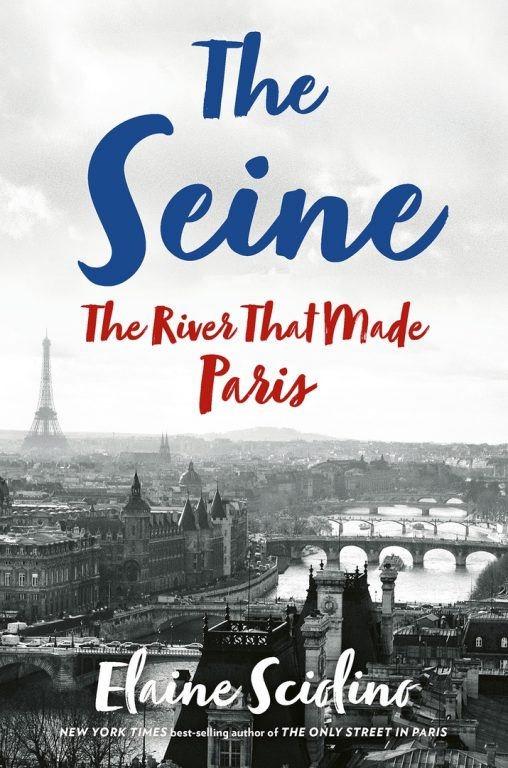 The
Seine
The River That Made
Paris
Elaine Sciolino
NEW YORK TIMES best-selling author of THE ONLY STREET IN PARIS